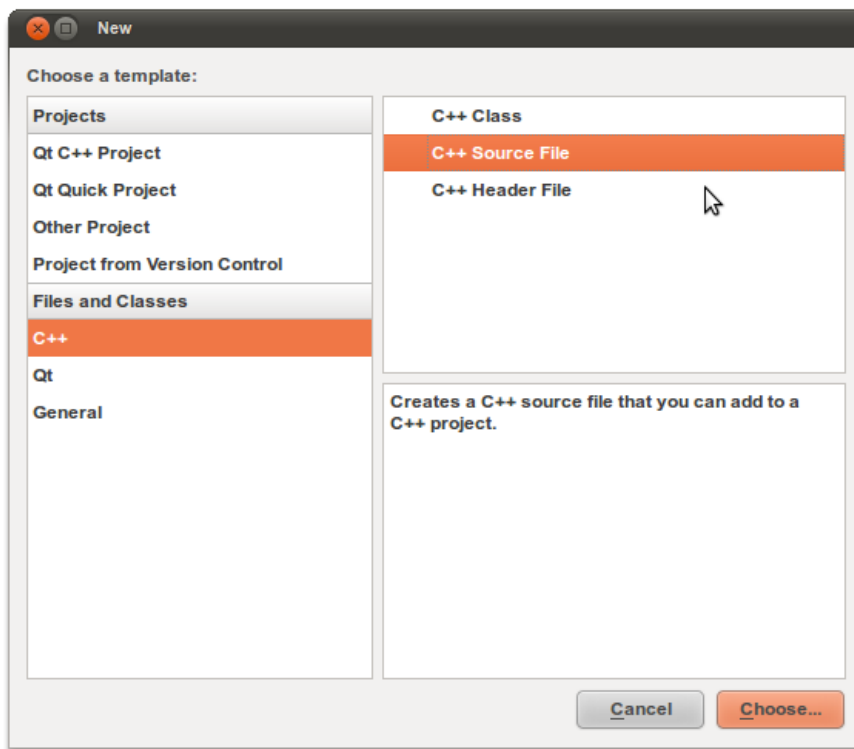 New
Choose a template:
Projects
Qt C++ Project
Qt Quick Project
Other Project
Project from Version Control
Files and Classes
C++
Qt
General
C++ Class
C++ Source File
C++ Header File
Creates a C++ source file that you can add to a
C++ project.
Cancel
Choose...